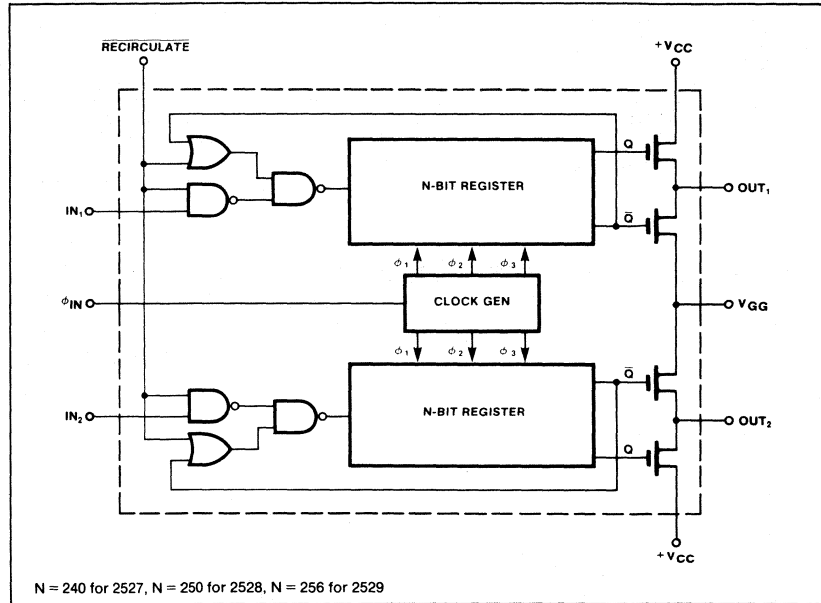 RECIRCULATE
+VCC
Q
N-BIT REGISTER
OUT₁
IN₁
Q̅
ϕ₁ ϕ₂ ϕ₃
ϕIN
CLOCK GEN
VGG
ϕ₁ ϕ₂ ϕ₃
Q̅
IN₂
N-BIT REGISTER
OUT₂
Q
+VCC
N = 240 for 2527, N = 250 for 2528, N = 256 for 2529